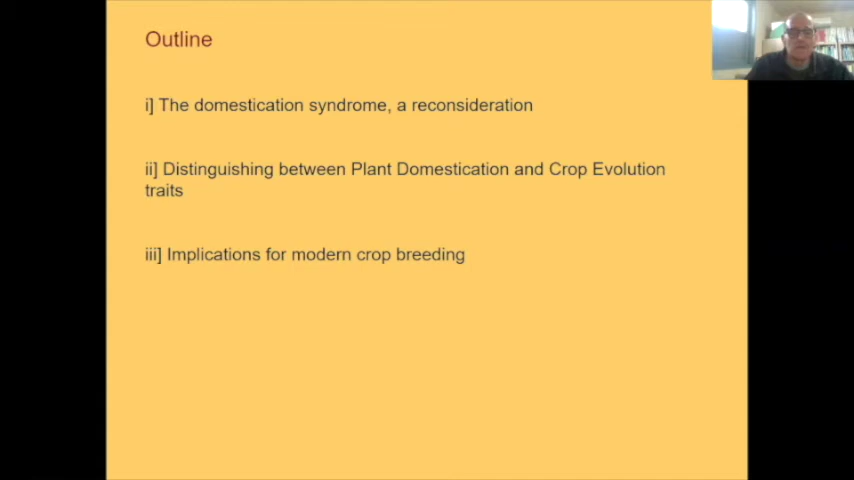 Outline
i] The domestication syndrome, a reconsideration
ii] Distinguishing between Plant Domestication and Crop Evolution
traits
iii] Implications for modern crop breeding